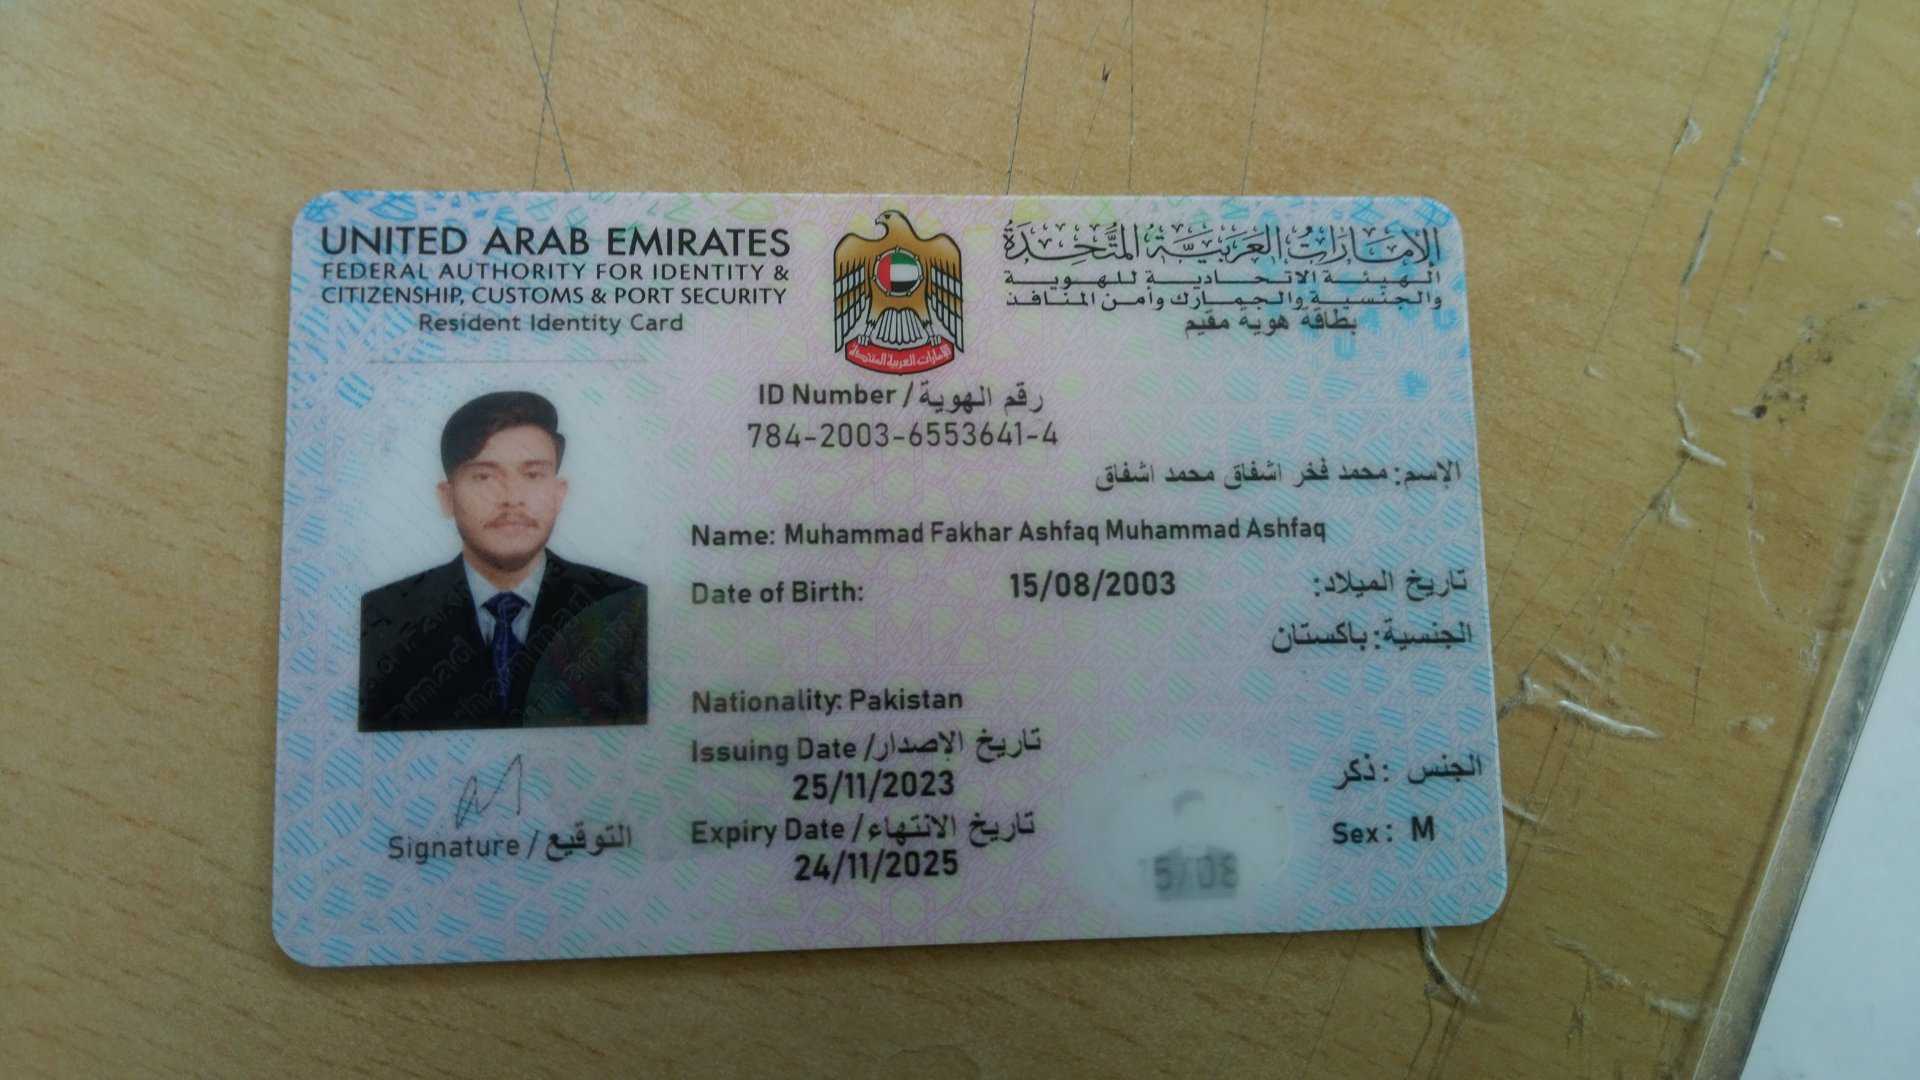 UNITED ARAB EMIRATES
FEDERAL AUTHORITY FOR IDENTITY &
CITIZENSHIP, CUSTOMS & PORT SECURITY
Resident Identity Card
الإمارات العربية المتحدة
الهيئة الاتحادية للهوية
والجنسية والجمارك وأمن المنافذ
بطاقة هوية مقيم
الإمارات العربية المتحدة
ID Number / رقم الهوية
784-2003-6553641-4
الإسم: محمد فخر اشفاق محمد اشفاق
Name: Muhammad Fakhar Ashfaq Muhammad Ashfaq
Date of Birth: 15/08/2003 تاريخ الميلاد:
الجنسية: باكستان
Nationality: Pakistan
Issuing Date / تاريخ الإصدار
25/11/2023
الجنس : ذكر
Expiry Date / تاريخ الانتهاء
24/11/2025
Sex: M
Signature / التوقيع